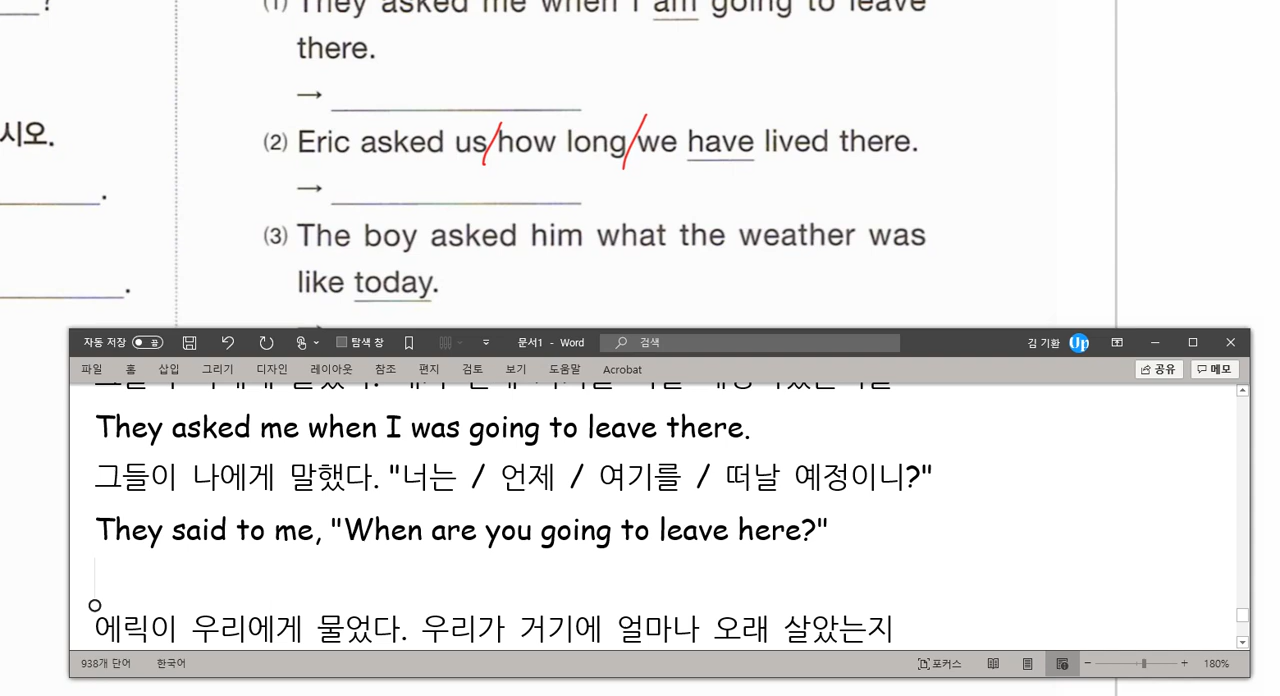 ?
(1) They asked me when I am going to leave
there.
→
시오.
(2) Eric asked us/how long/we have lived there.
→
.
(3) The boy asked him what the weather was
like today.
.
→
자동 저장 끔 탐색 창 문서1 - Word 검색 김 기환 Up
파일 홈 삽입 그리기 디자인 레이아웃 참조 편지 검토 보기 도움말 Acrobat 공유 메모
They asked me when I was going to leave there.
그들이 나에게 말했다. "너는 / 언제 / 여기를 / 떠날 예정이니?"
They said to me, "When are you going to leave here?"
에릭이 우리에게 물었다. 우리가 거기에 얼마나 오래 살았는지
938개 단어 한국어 포커스 180%